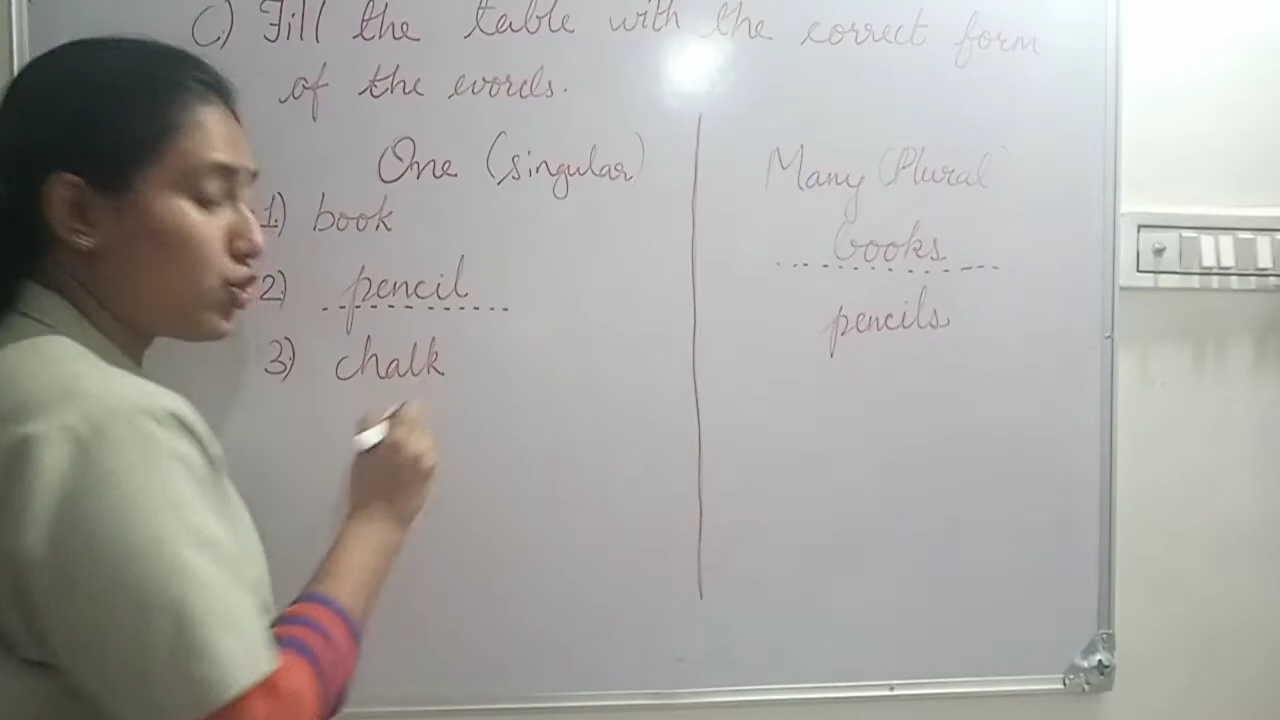 C.) Fill the table with the correct form
of the words.
One (singular) Many (Plural)
1.) book books
2) pencil pencils
3.) chalk